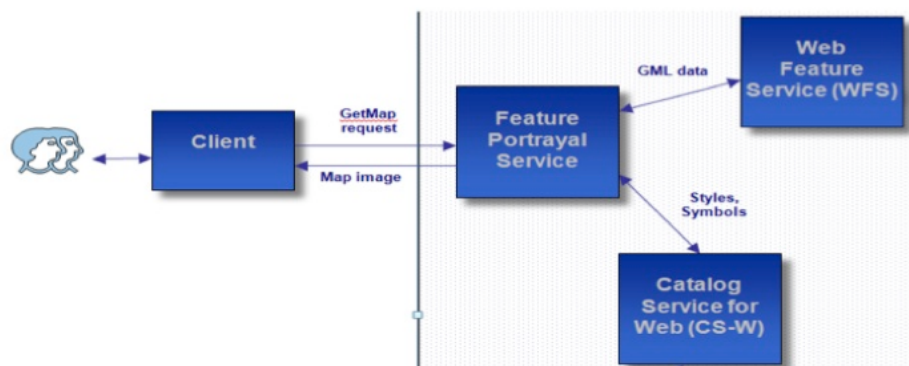 Client
GetMap
request
Map image
Feature
Portrayal
Service
GML data
Web
Feature
Service (WFS)
Styles,
Symbols
Catalog
Service for
Web (CS-W)